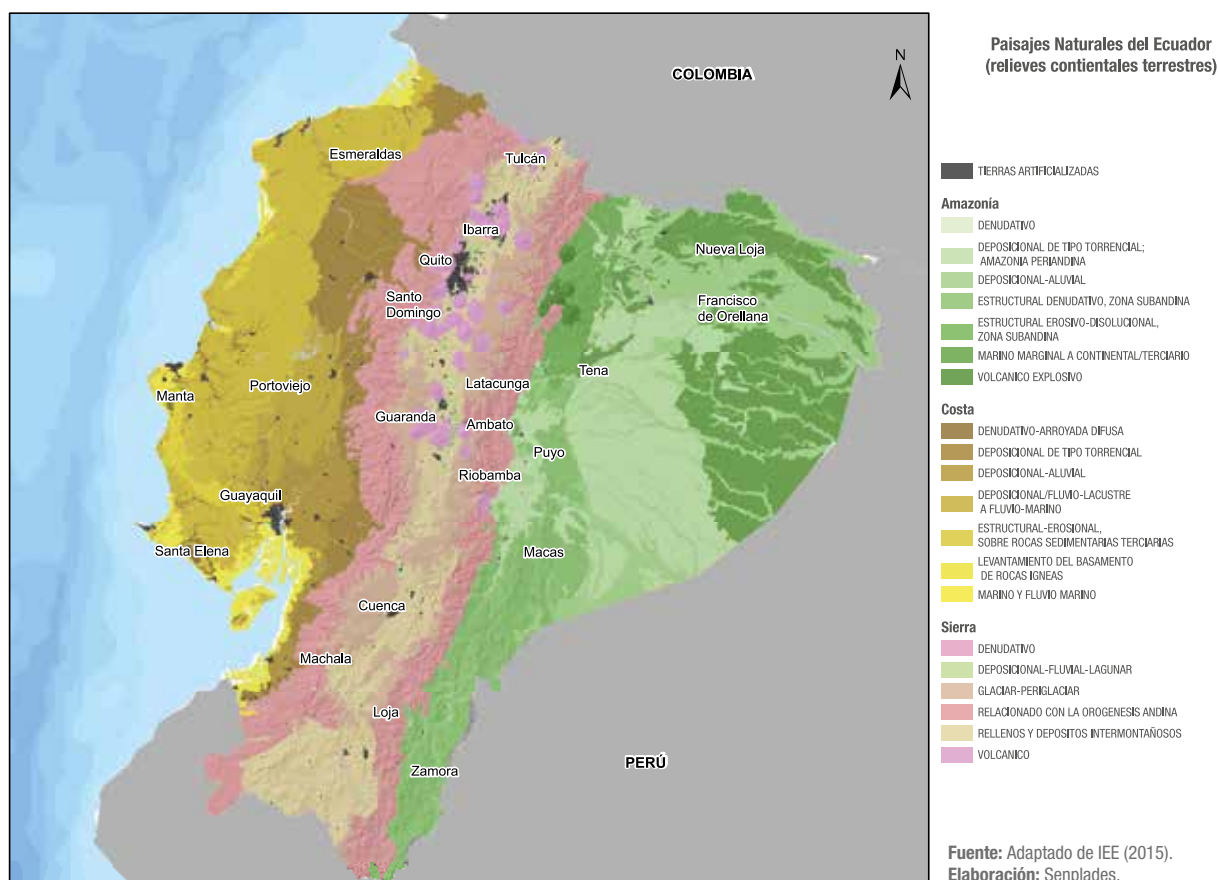 Paisajes Naturales del Ecuador
(relieves contientales terrestres)
N
COLOMBIA
Esmeraldas
Tulcán
Ibarra
Nueva Loja
Quito
Santo
Domingo
Francisco
de Orellana
Tena
Manta
Portoviejo
Latacunga
Guaranda
Ambato
Puyo
Riobamba
Guayaquil
Santa Elena
Macas
Cuenca
Machala
Loja
Zamora
PERÚ
TIERRAS ARTIFICIALIZADAS
Amazonía
DENUDATIVO
DEPOSICIONAL DE TIPO TORRENCIAL;
AMAZONIA PERIANDINA
DEPOSICIONAL-ALUVIAL
ESTRUCTURAL DENUDATIVO, ZONA SUBANDINA
ESTRUCTURAL EROSIVO-DISOLUCIONAL,
ZONA SUBANDINA
MARINO MARGINAL A CONTINENTAL/TERCIARIO
VOLCANICO EXPLOSIVO
Costa
DENUDATIVO-ARROYADA DIFUSA
DEPOSICIONAL DE TIPO TORRENCIAL
DEPOSICIONAL-ALUVIAL
DEPOSICIONAL/FLUVIO-LACUSTRE
A FLUVIO-MARINO
ESTRUCTURAL-EROSIONAL,
SOBRE ROCAS SEDIMENTARIAS TERCIARIAS
LEVANTAMIENTO DEL BASAMENTO
DE ROCAS IGNEAS
MARINO Y FLUVIO MARINO
Sierra
DENUDATIVO
DEPOSICIONAL-FLUVIAL-LAGUNAR
GLACIAR-PERIGLACIAR
RELACIONADO CON LA OROGENESIS ANDINA
RELLENOS Y DEPOSITOS INTERMONTAÑOSOS
VOLCANICO
Fuente: Adaptado de IEE (2015).
Elaboración: Senplades.